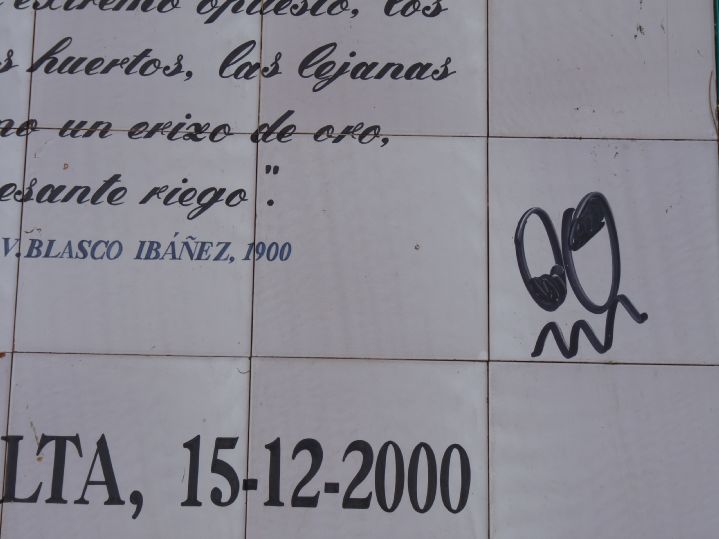 extremo opuesto, los
s huertos, las lejanas
no un erizo de oro,
esante riego".
V. BLASCO IBÁÑEZ, 1900
LTA, 15-12-2000